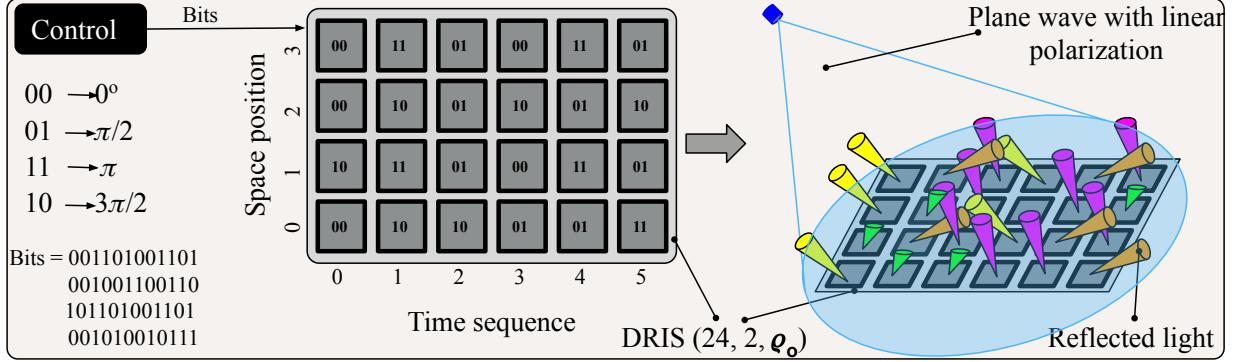 Control
Bits
00 → 0°
01 → π/2
11 → π
10 → 3π/2
Bits = 001101001101
001001100110
101101001101
001010010111
Space position
3 00 11 01 00 11 01
2 00 10 01 10 01 10
1 10 11 01 00 11 01
0 00 10 10 01 01 11
0 1 2 3 4 5
Time sequence
Plane wave with linear
polarization
DRIS (24, 2, ϱₒ)
Reflected light